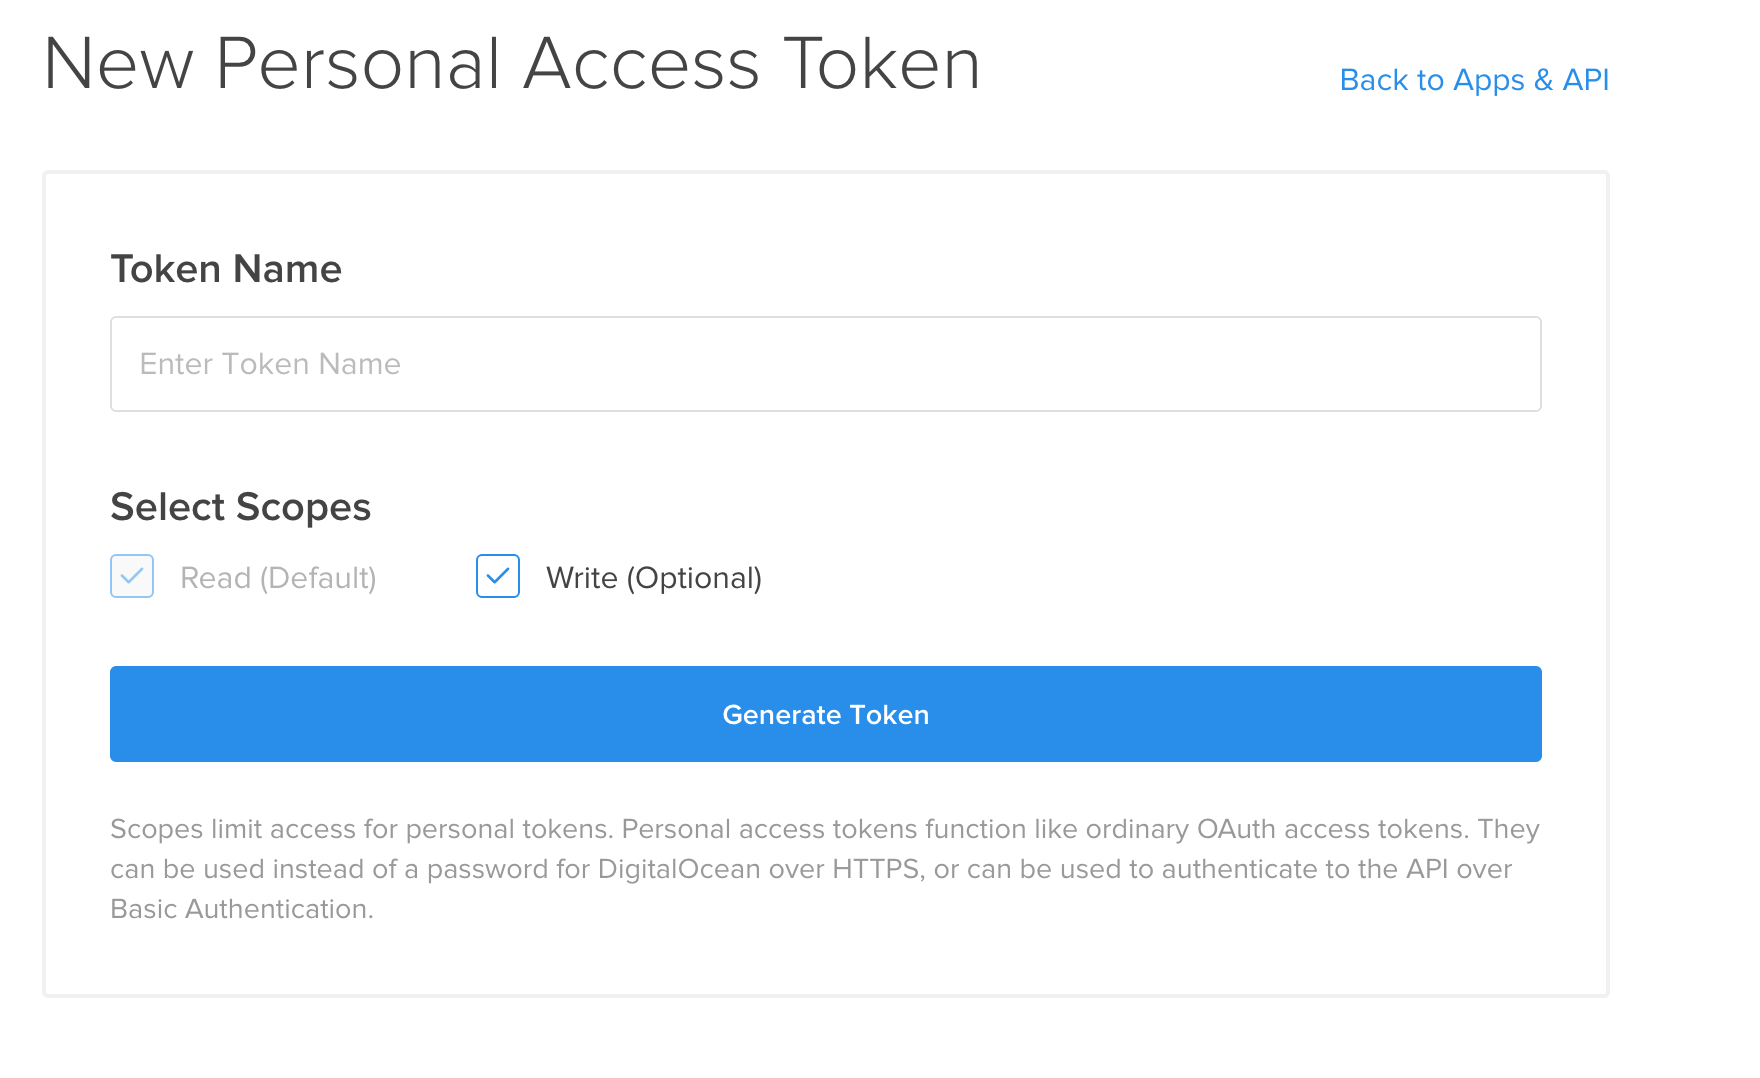 New Personal Access Token
Back to Apps & API
Token Name
Enter Token Name
Select Scopes
Read (Default)
Write (Optional)
Generate Token
Scopes limit access for personal tokens. Personal access tokens function like ordinary OAuth access tokens. They
can be used instead of a password for DigitalOcean over HTTPS, or can be used to authenticate to the API over
Basic Authentication.